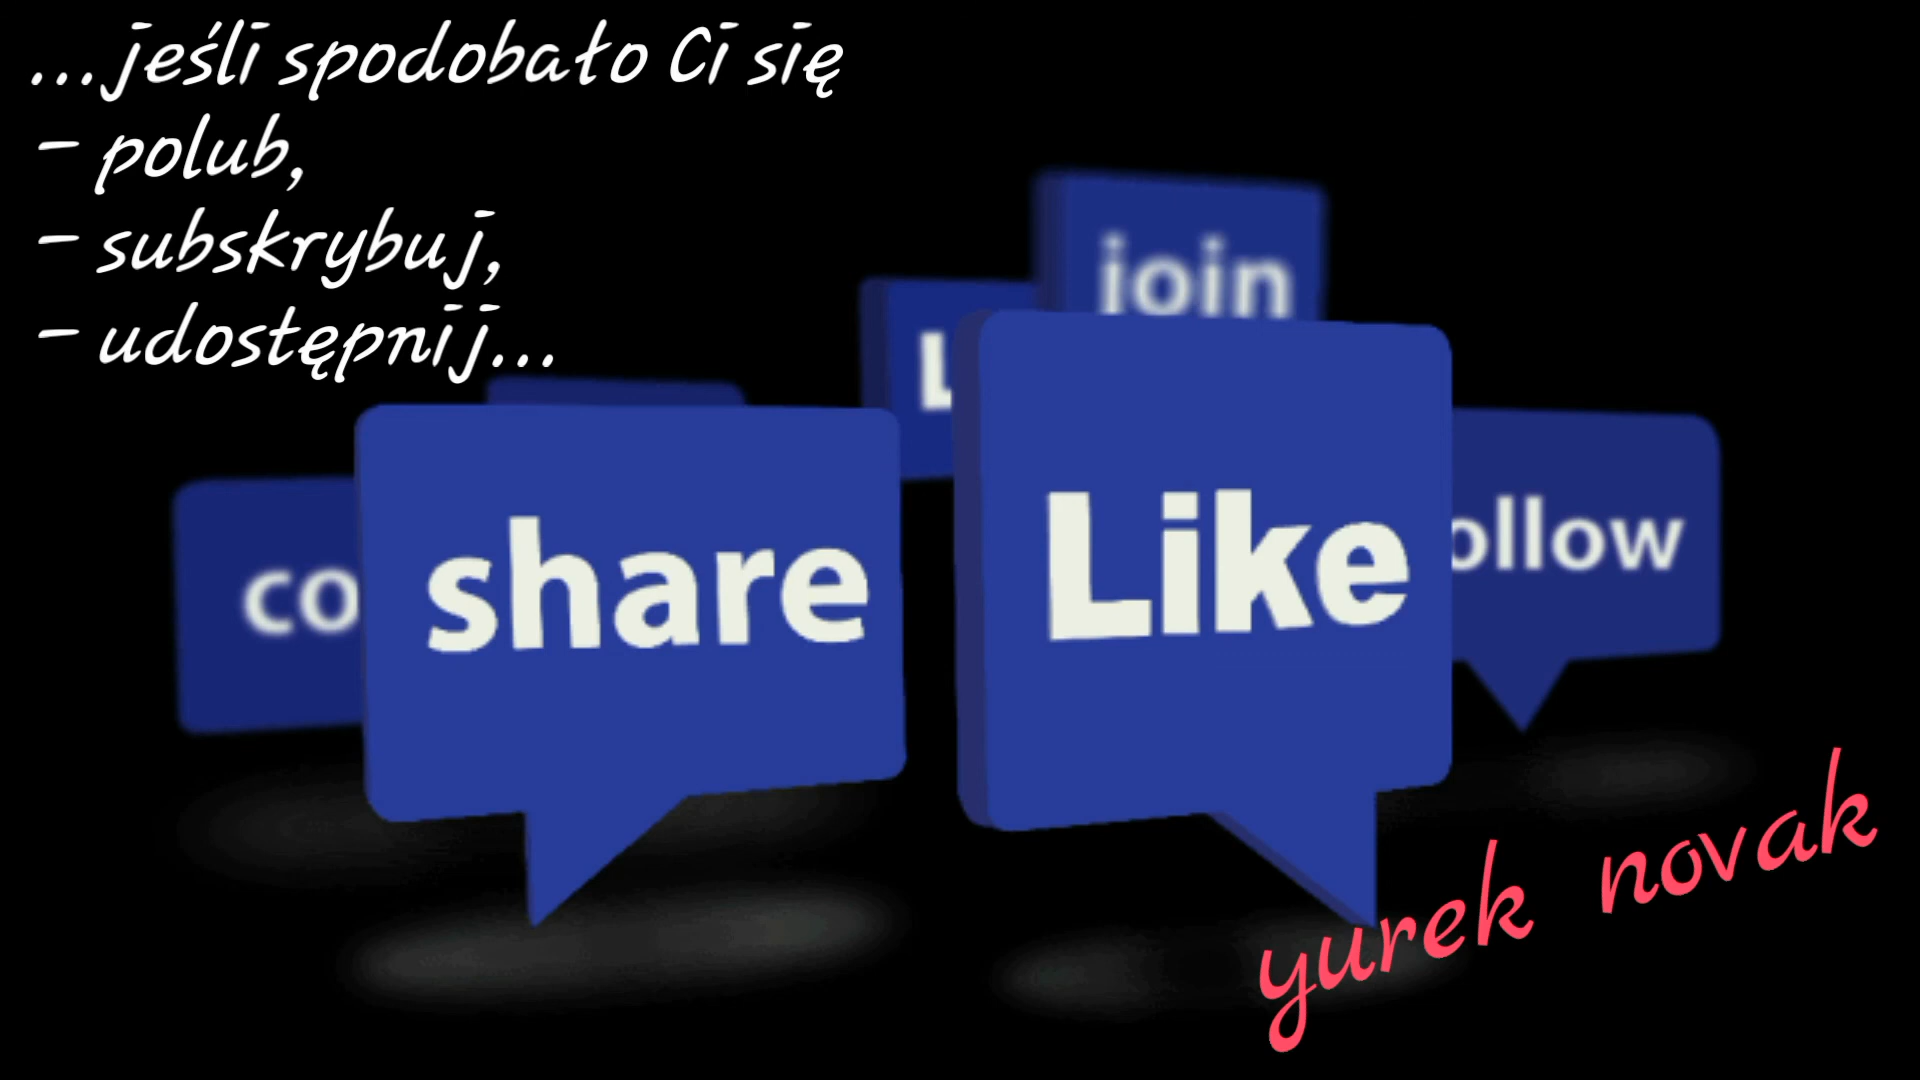 ...jeśli spodobało Ci się
- polub,
- subskrybuj,
- udostępnij...
join
share
Like
yurek novak